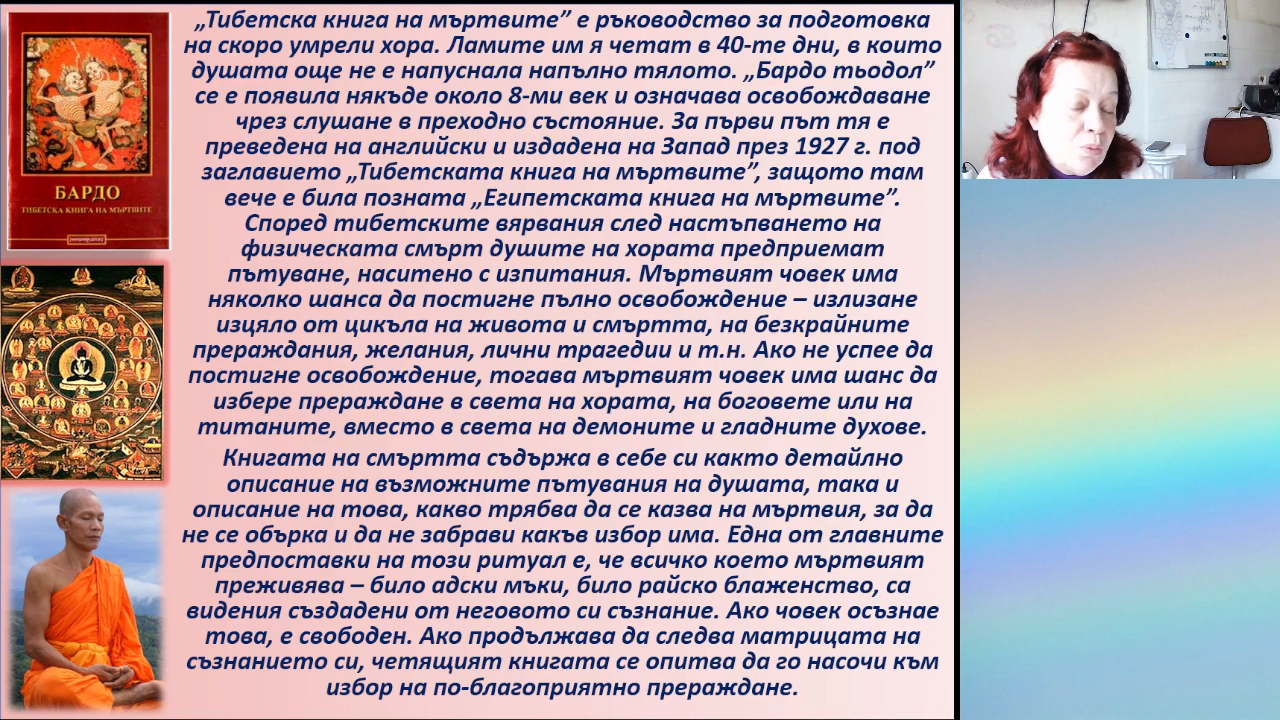 „Тибетска книга на мъртвите” е ръководство за подготовка
на скоро умрели хора. Ламите им я четат в 40-те дни, в които
душата още не е напуснала напълно тялото. „Бардо тьодол”
се е появила някъде около 8-ми век и означава освобождаване
чрез слушане в преходно състояние. За първи път тя е
преведена на английски и издадена на Запад през 1927 г. под
заглавието „Тибетската книга на мъртвите”, защото там
вече е била позната „Египетската книга на мъртвите”.
Според тибетските вярвания след настъпването на
физическата смърт душите на хората предприемат
пътуване, наситено с изпитания. Мъртвият човек има
няколко шанса да постигне пълно освобождение – излизане
изцяло от цикъла на живота и смъртта, на безкрайните
прераждания, желания, лични трагедии и т.н. Ако не успее да
постигне освобождение, тогава мъртвият човек има шанс да
избере прераждане в света на хората, на боговете или на
титаните, вместо в света на демоните и гладните духове.
Книгата на смъртта съдържа в себе си както детайлно
описание на възможните пътувания на душата, така и
описание на това, какво трябва да се казва на мъртвия, за да
не се обърка и да не забрави какъв избор има. Една от главните
предпоставки на този ритуал е, че всичко което мъртвият
преживява – било адски мъки, било райско блаженство, са
видения създадени от неговото си съзнание. Ако човек осъзнае
това, е свободен. Ако продължава да следва матрицата на
съзнанието си, четящият книгата се опитва да го насочи към
избор на по-благоприятно прераждане.
БАРДО
ТИБЕТСКА КНИГА НА МЪРТВИТЕ